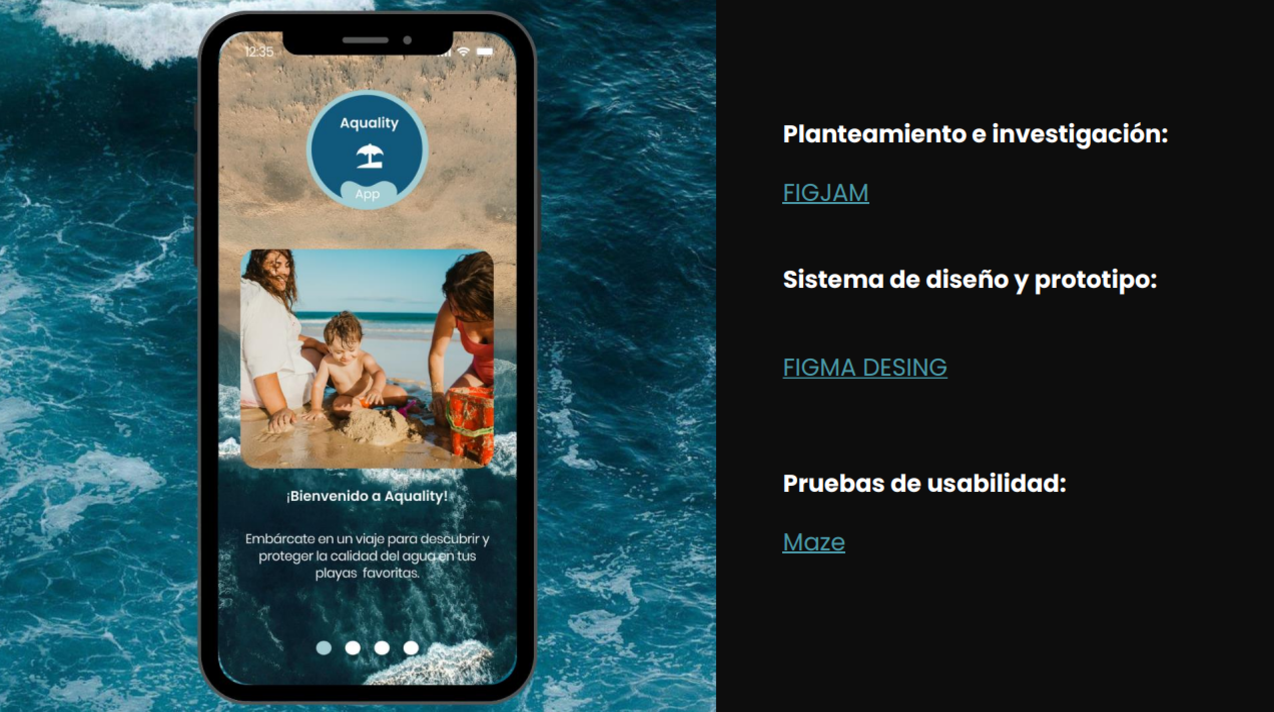 12:35
Aquality
App
¡Bienvenido a Aquality!
Embárcate en un viaje para descubrir y
proteger la calidad del agua en tus
playas favoritas.
Planteamiento e investigación:
FIGJAM
Sistema de diseño y prototipo:
FIGMA DESING
Pruebas de usabilidad:
Maze